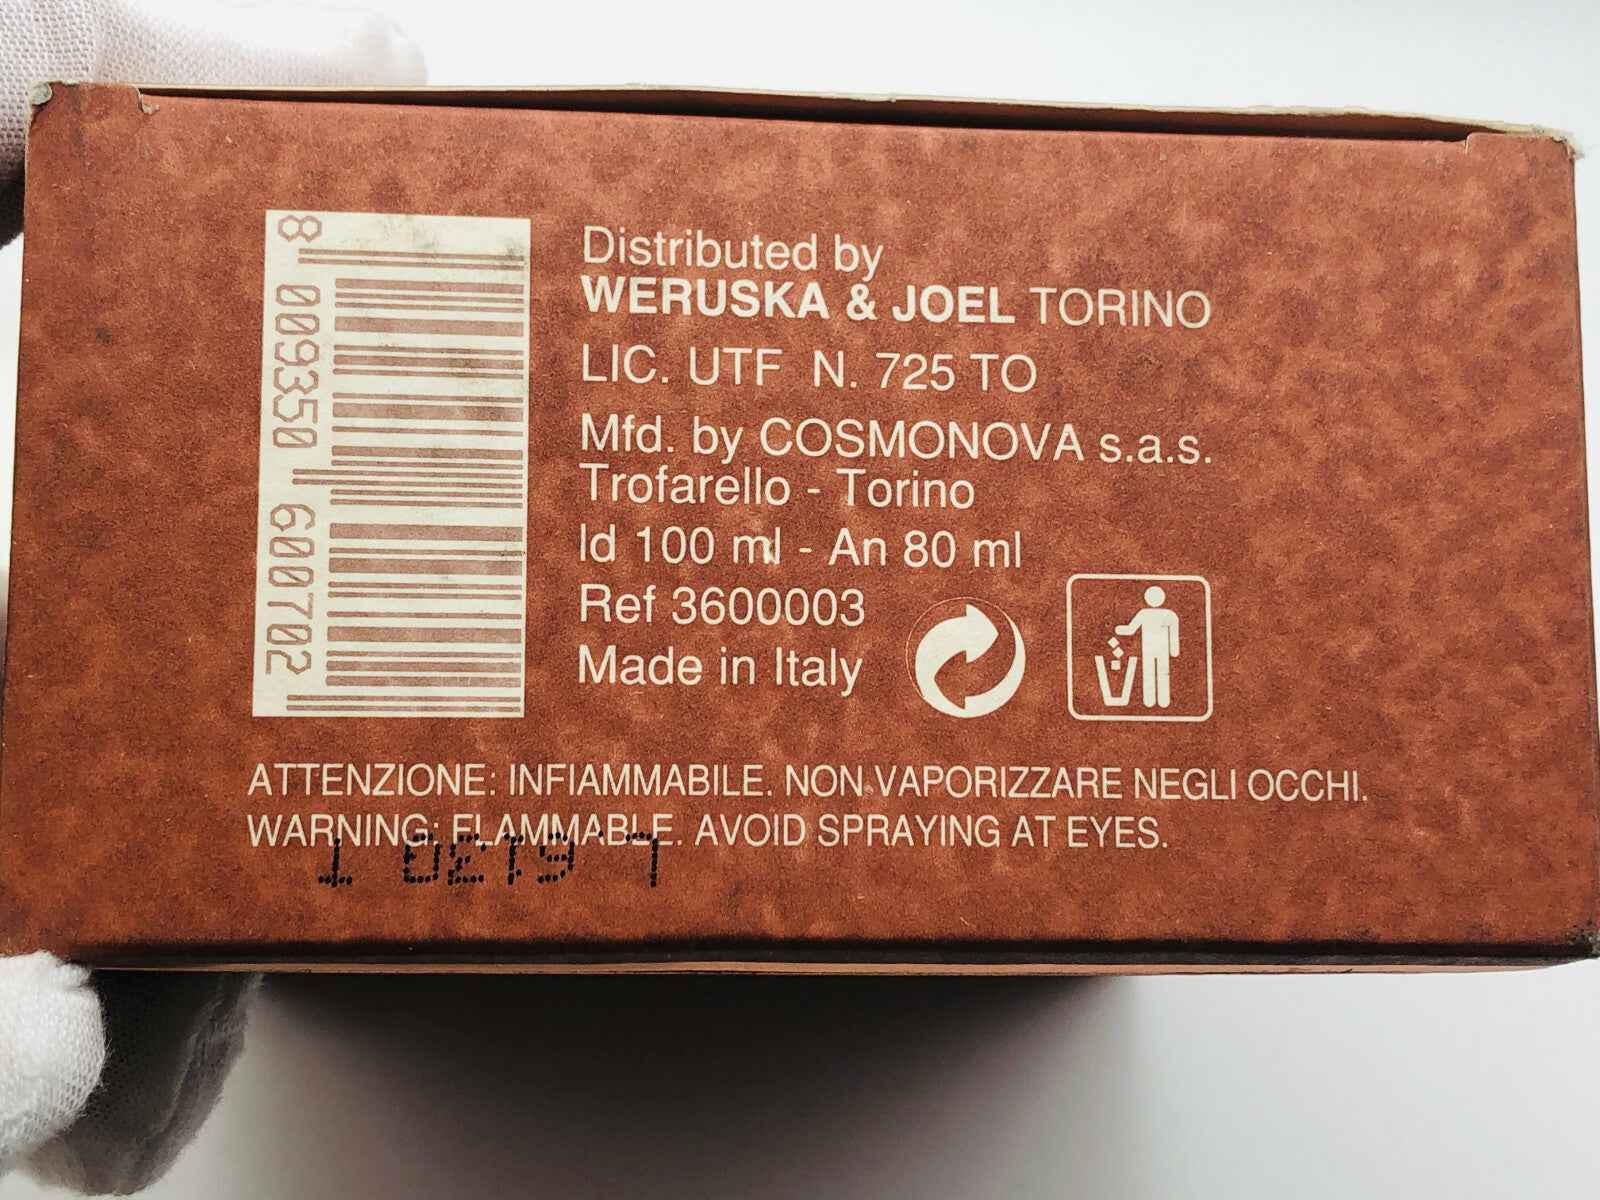 8 009350 600702
Distributed by
WERUSKA & JOEL TORINO
LIC. UTF N. 725 TO
Mfd. by COSMONOVA s.a.s.
Trofarello - Torino
ld 100 ml - An 80 ml
Ref 3600003
Made in Italy
ATTENZIONE: INFIAMMABILE. NON VAPORIZZARE NEGLI OCCHI.
WARNING: FLAMMABLE. AVOID SPRAYING AT EYES.